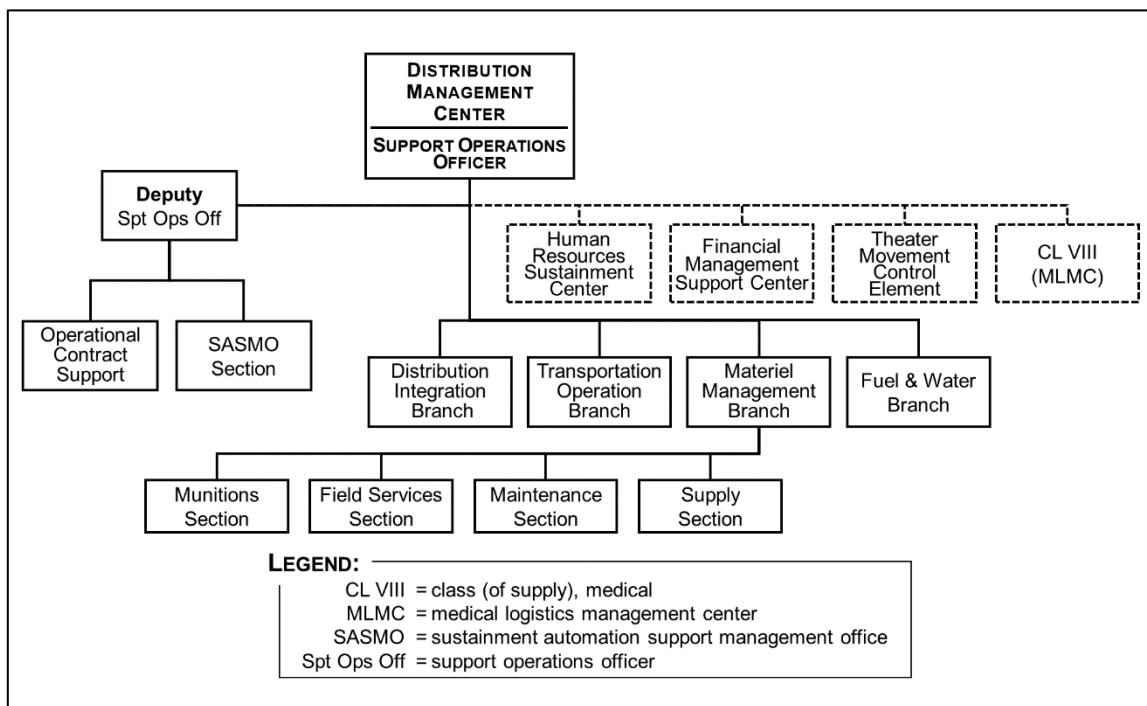 DISTRIBUTION
MANAGEMENT
CENTER
SUPPORT OPERATIONS
OFFICER
Deputy
Spt Ops Off
Human
Resources
Sustainment
Center
Financial
Management
Support Center
Theater
Movement
Control
Element
CL VIII
(MLMC)
Operational
Contract
Support
SASMO
Section
Distribution
Integration
Branch
Transportation
Operation
Branch
Materiel
Management
Branch
Fuel & Water
Branch
Munitions
Section
Field Services
Section
Maintenance
Section
Supply
Section
LEGEND:
CL VIII = class (of supply), medical
MLMC = medical logistics management center
SASMO = sustainment automation support management office
Spt Ops Off = support operations officer